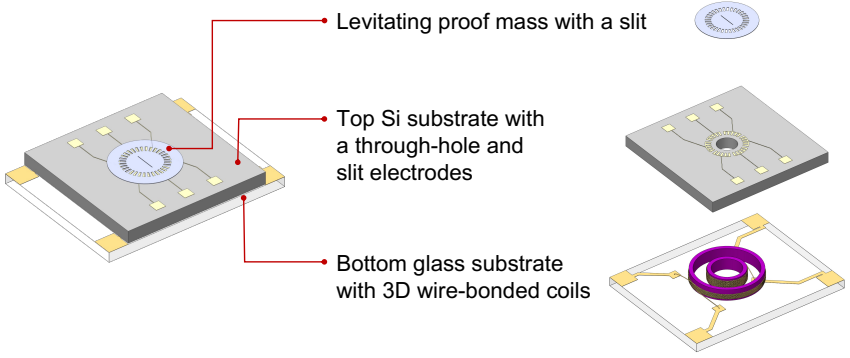 Levitating proof mass with a slit
Top Si substrate with
a through-hole and
slit electrodes
Bottom glass substrate
with 3D wire-bonded coils